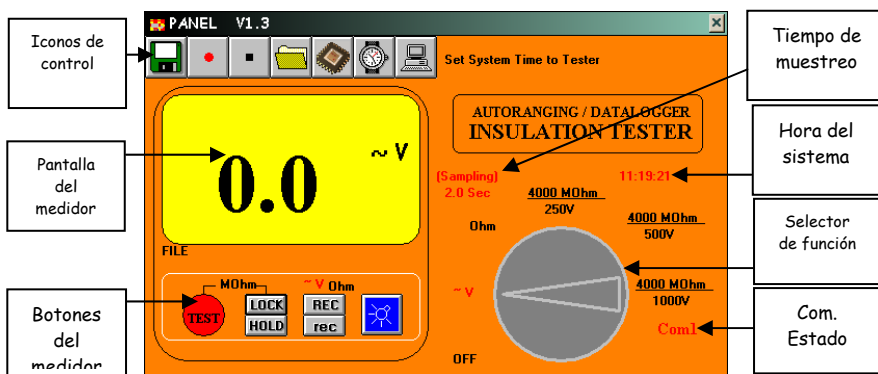 PANEL V1.3
Iconos de
control
Set System Time to Tester
Tiempo de
muestreo
AUTORANGING / DATALOGGER
INSULATION TESTER
Hora del
sistema
Pantalla
del
medidor
0.0
~ V
(Sampling)
2.0 Sec
11:19:21
4000 MOhm
250V
Ohm
4000 MOhm
500V
Selector
de función
FILE
MOhm
~ V Ohm
4000 MOhm
1000V
~ V
TEST
LOCK
REC
HOLD
rec
Botones
del
medidor
Com1
Com.
Estado
OFF